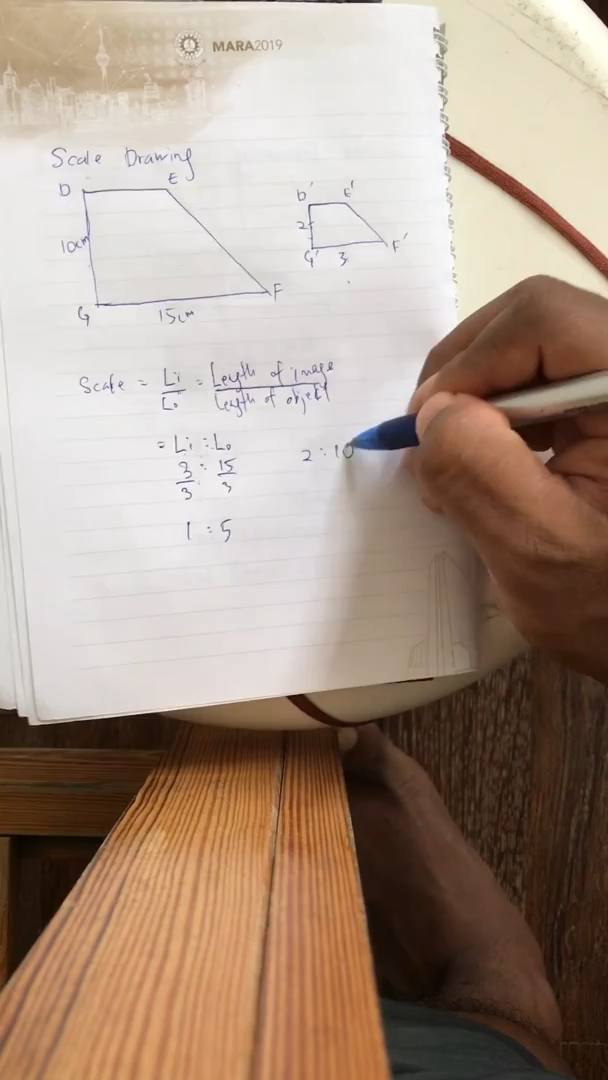 MARA2019
Scale Drawing
D E
10cm
G 15cm F
D' E'
2
G' 3 F'
Scale = Li/Lo = Length of image/Length of object
= Li : Lo
3/3 : 15/3
2 : 10
1 : 5